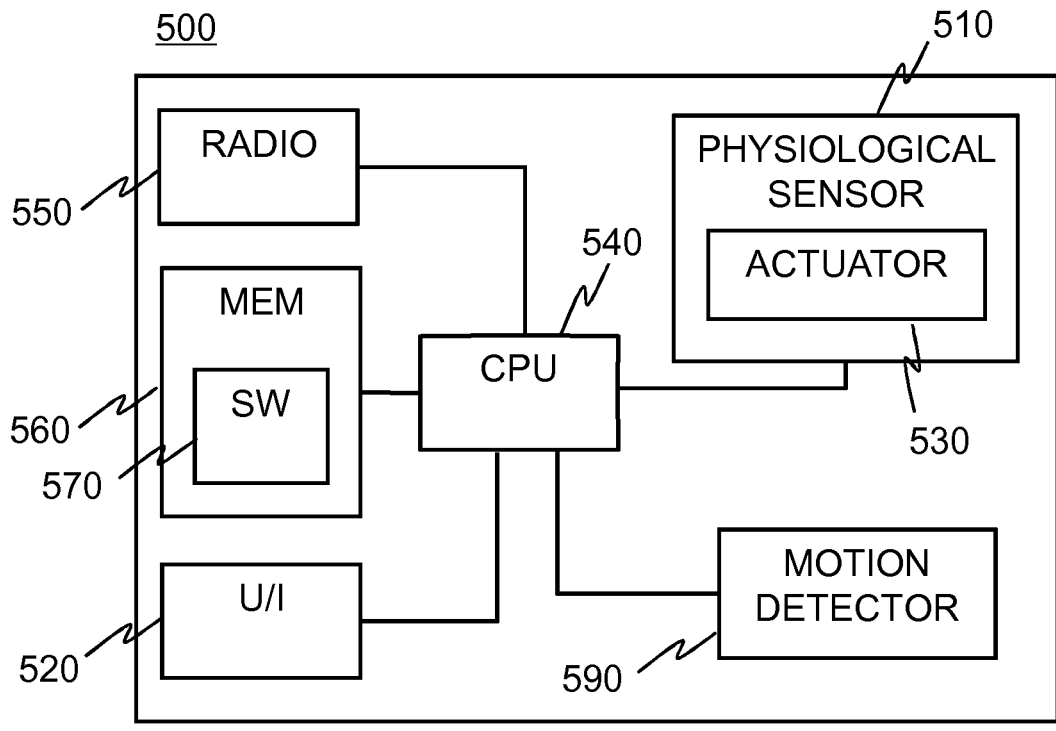 500
510
RADIO
PHYSIOLOGICAL
SENSOR
550
540
ACTUATOR
MEM
CPU
SW
560
530
570
MOTION
DETECTOR
U/I
520
590